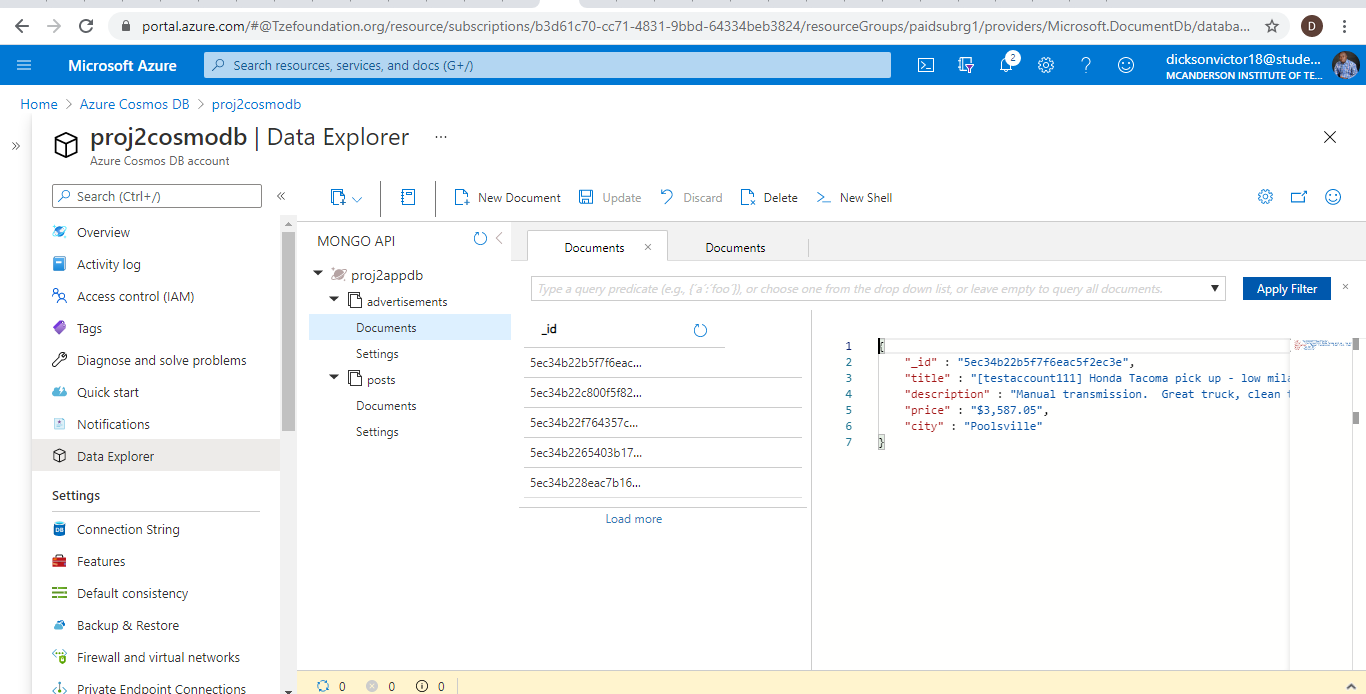 portal.azure.com/#@Tzefoundation.org/resource/subscriptions/b3d61c70-cc71-4831-9bbd-64334beb3824/resourceGroups/paidsubrg1/providers/Microsoft.DocumentDb/databa...
D
Microsoft Azure
Search resources, services, and docs (G+/)
2
dicksonvictor18@stude...
MCANDERSON INSTITUTE OF TE...
Home > Azure Cosmos DB > proj2cosmodb
proj2cosmodb | Data Explorer ...
Azure Cosmos DB account
Search (Ctrl+/)
Overview
Activity log
Access control (IAM)
Tags
Diagnose and solve problems
Quick start
Notifications
Data Explorer
Settings
Connection String
Features
Default consistency
Backup & Restore
Firewall and virtual networks
Private Endpoint Connections
New Document
Update
Discard
Delete
New Shell
MONGO API
proj2appdb
advertisements
Documents
Settings
posts
Documents
Settings
Documents
Documents
Type a query predicate (e.g., {´a´:´foo´}), or choose one from the drop down list, or leave empty to query all documents.
Apply Filter
_id
5ec34b22b5f7f6eac...
5ec34b22c800f5f82...
5ec34b22f764357c...
5ec34b2265403b17...
5ec34b228eac7b16...
Load more
1 {
2 "_id" : "5ec34b22b5f7f6eac5f2ec3e",
3 "title" : "[testaccount111] Honda Tacoma pick up - low mila
4 "description" : "Manual transmission.  Great truck, clean t
5 "price" : "$3,587.05",
6 "city" : "Poolsville"
7 }
0 0 0